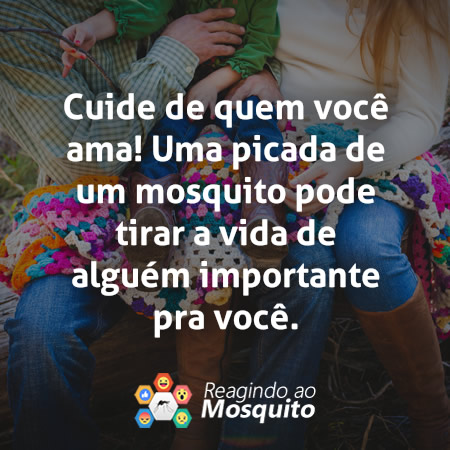 Cuide de quem você
ama! Uma picada de
um mosquito pode
tirar a vida de
alguém importante
pra você.
Reagindo ao
Mosquito